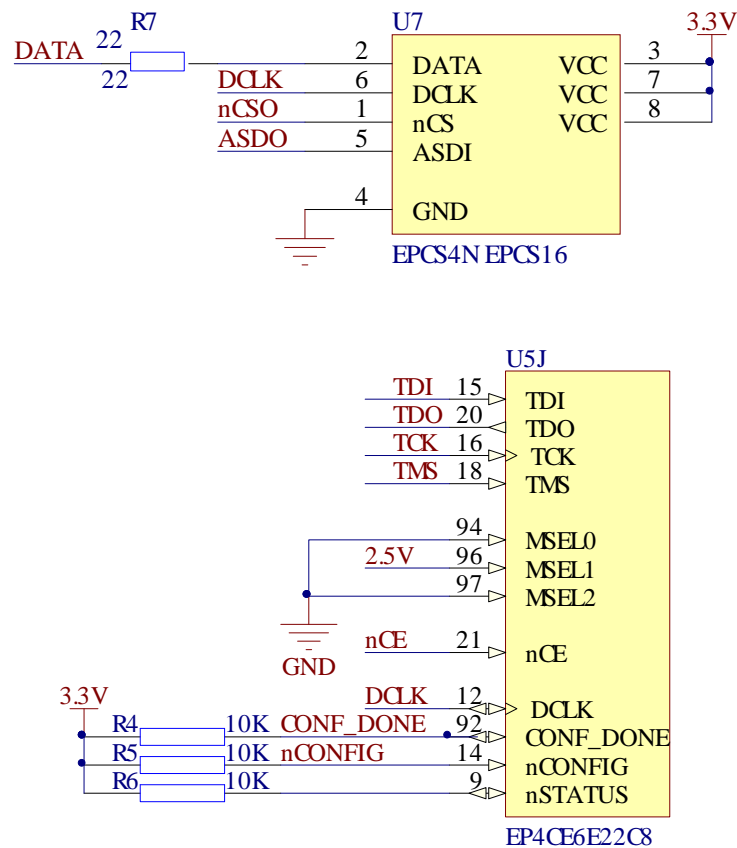 R7 U7 3.3V
DATA 22 2 DATA VCC 3
22 DCLK 6 DCLK VCC 7
nCSO 1 nCS VCC 8
ASDO 5 ASDI
4 GND
EPCS4N EPCS16
U5J
TDI 15 TDI
TDO 20 TDO
TCK 16 TCK
TMS 18 TMS
94 MSEL0
2.5V 96 MSEL1
97 MSEL2
nCE 21 nCE
GND
3.3V DCLK 12 DCLK
R4 10K CONF_DONE 92 CONF_DONE
R5 10K nCONFIG 14 nCONFIG
R6 10K 9 nSTATUS
EP4CE6E22C8